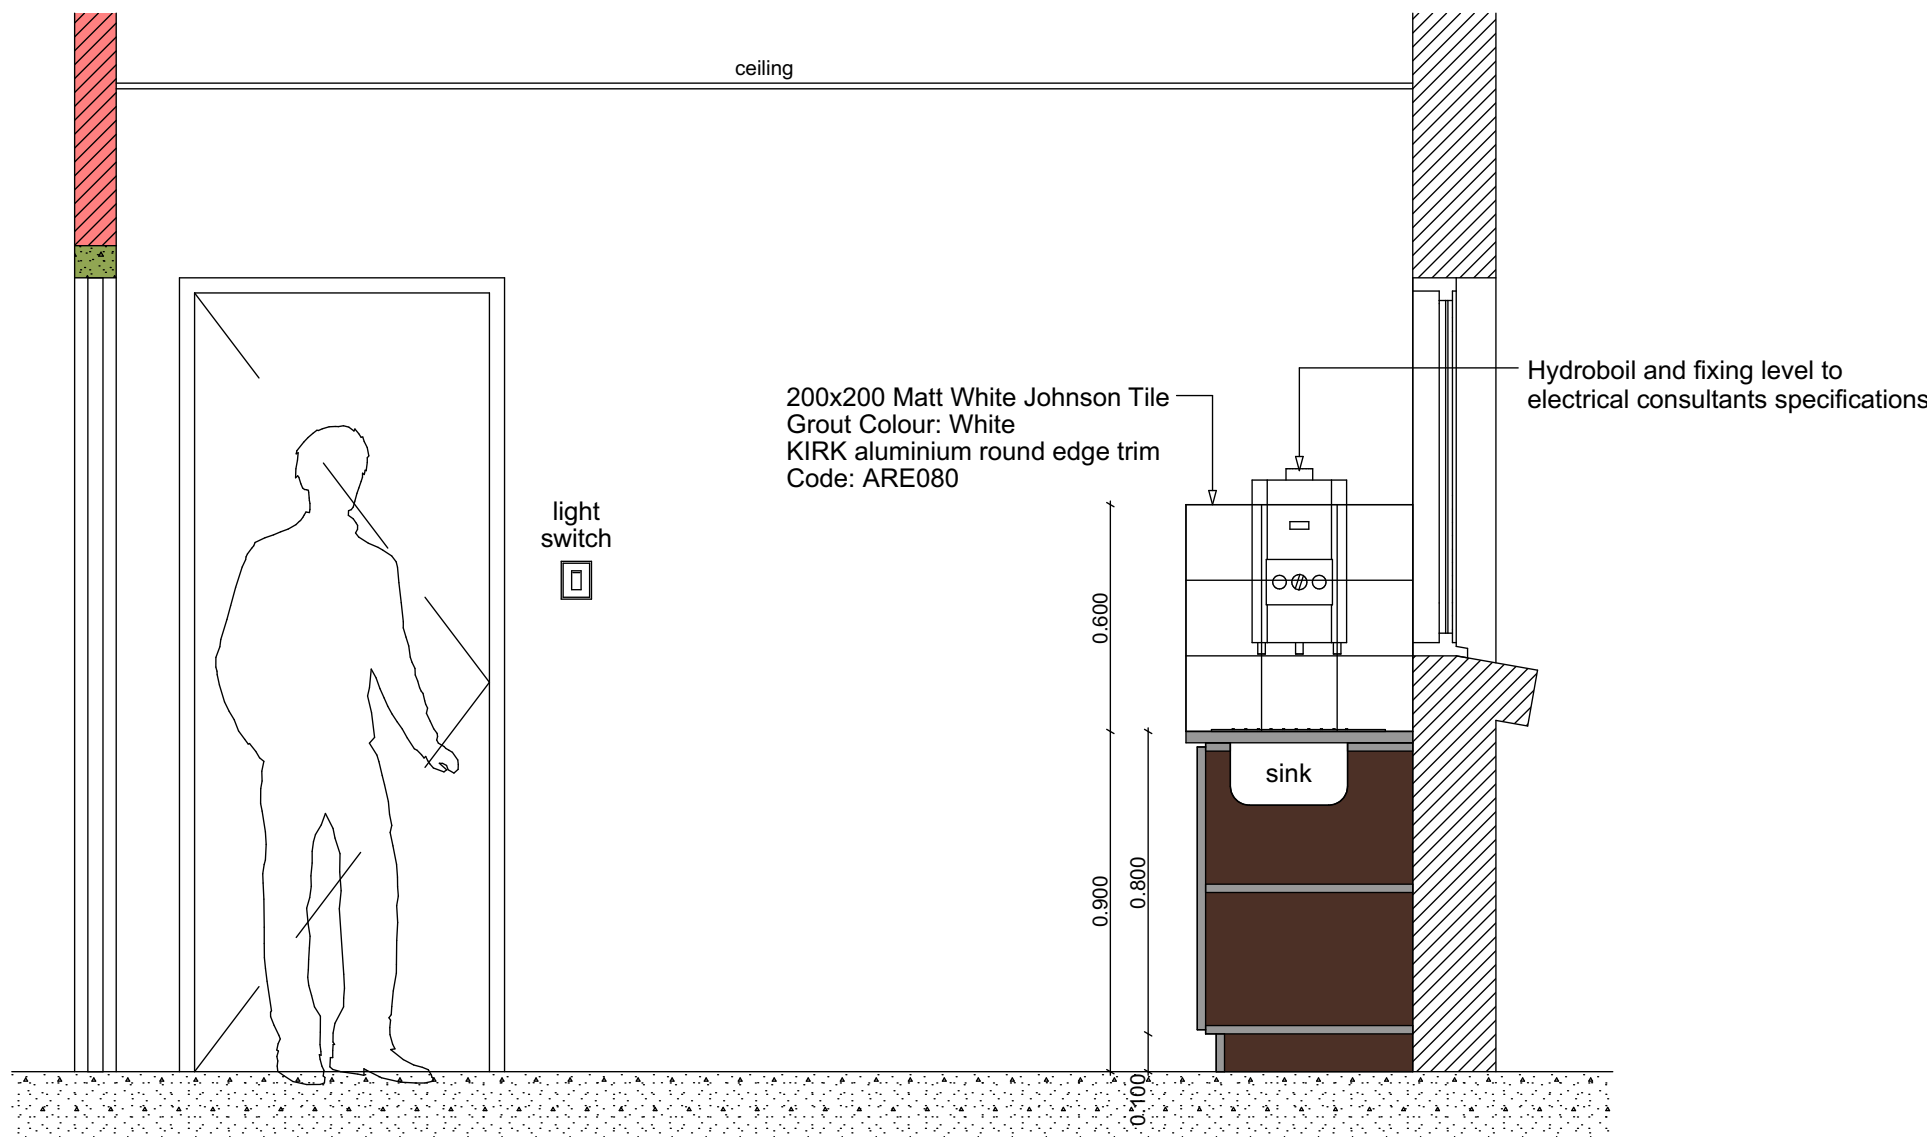 ceiling
200x200 Matt White Johnson Tile
Grout Colour: White
KIRK aluminium round edge trim
Code: ARE080
Hydroboil and fixing level to
electrical consultants specifications
light
switch
0.600
sink
0.900
0.800
0.100